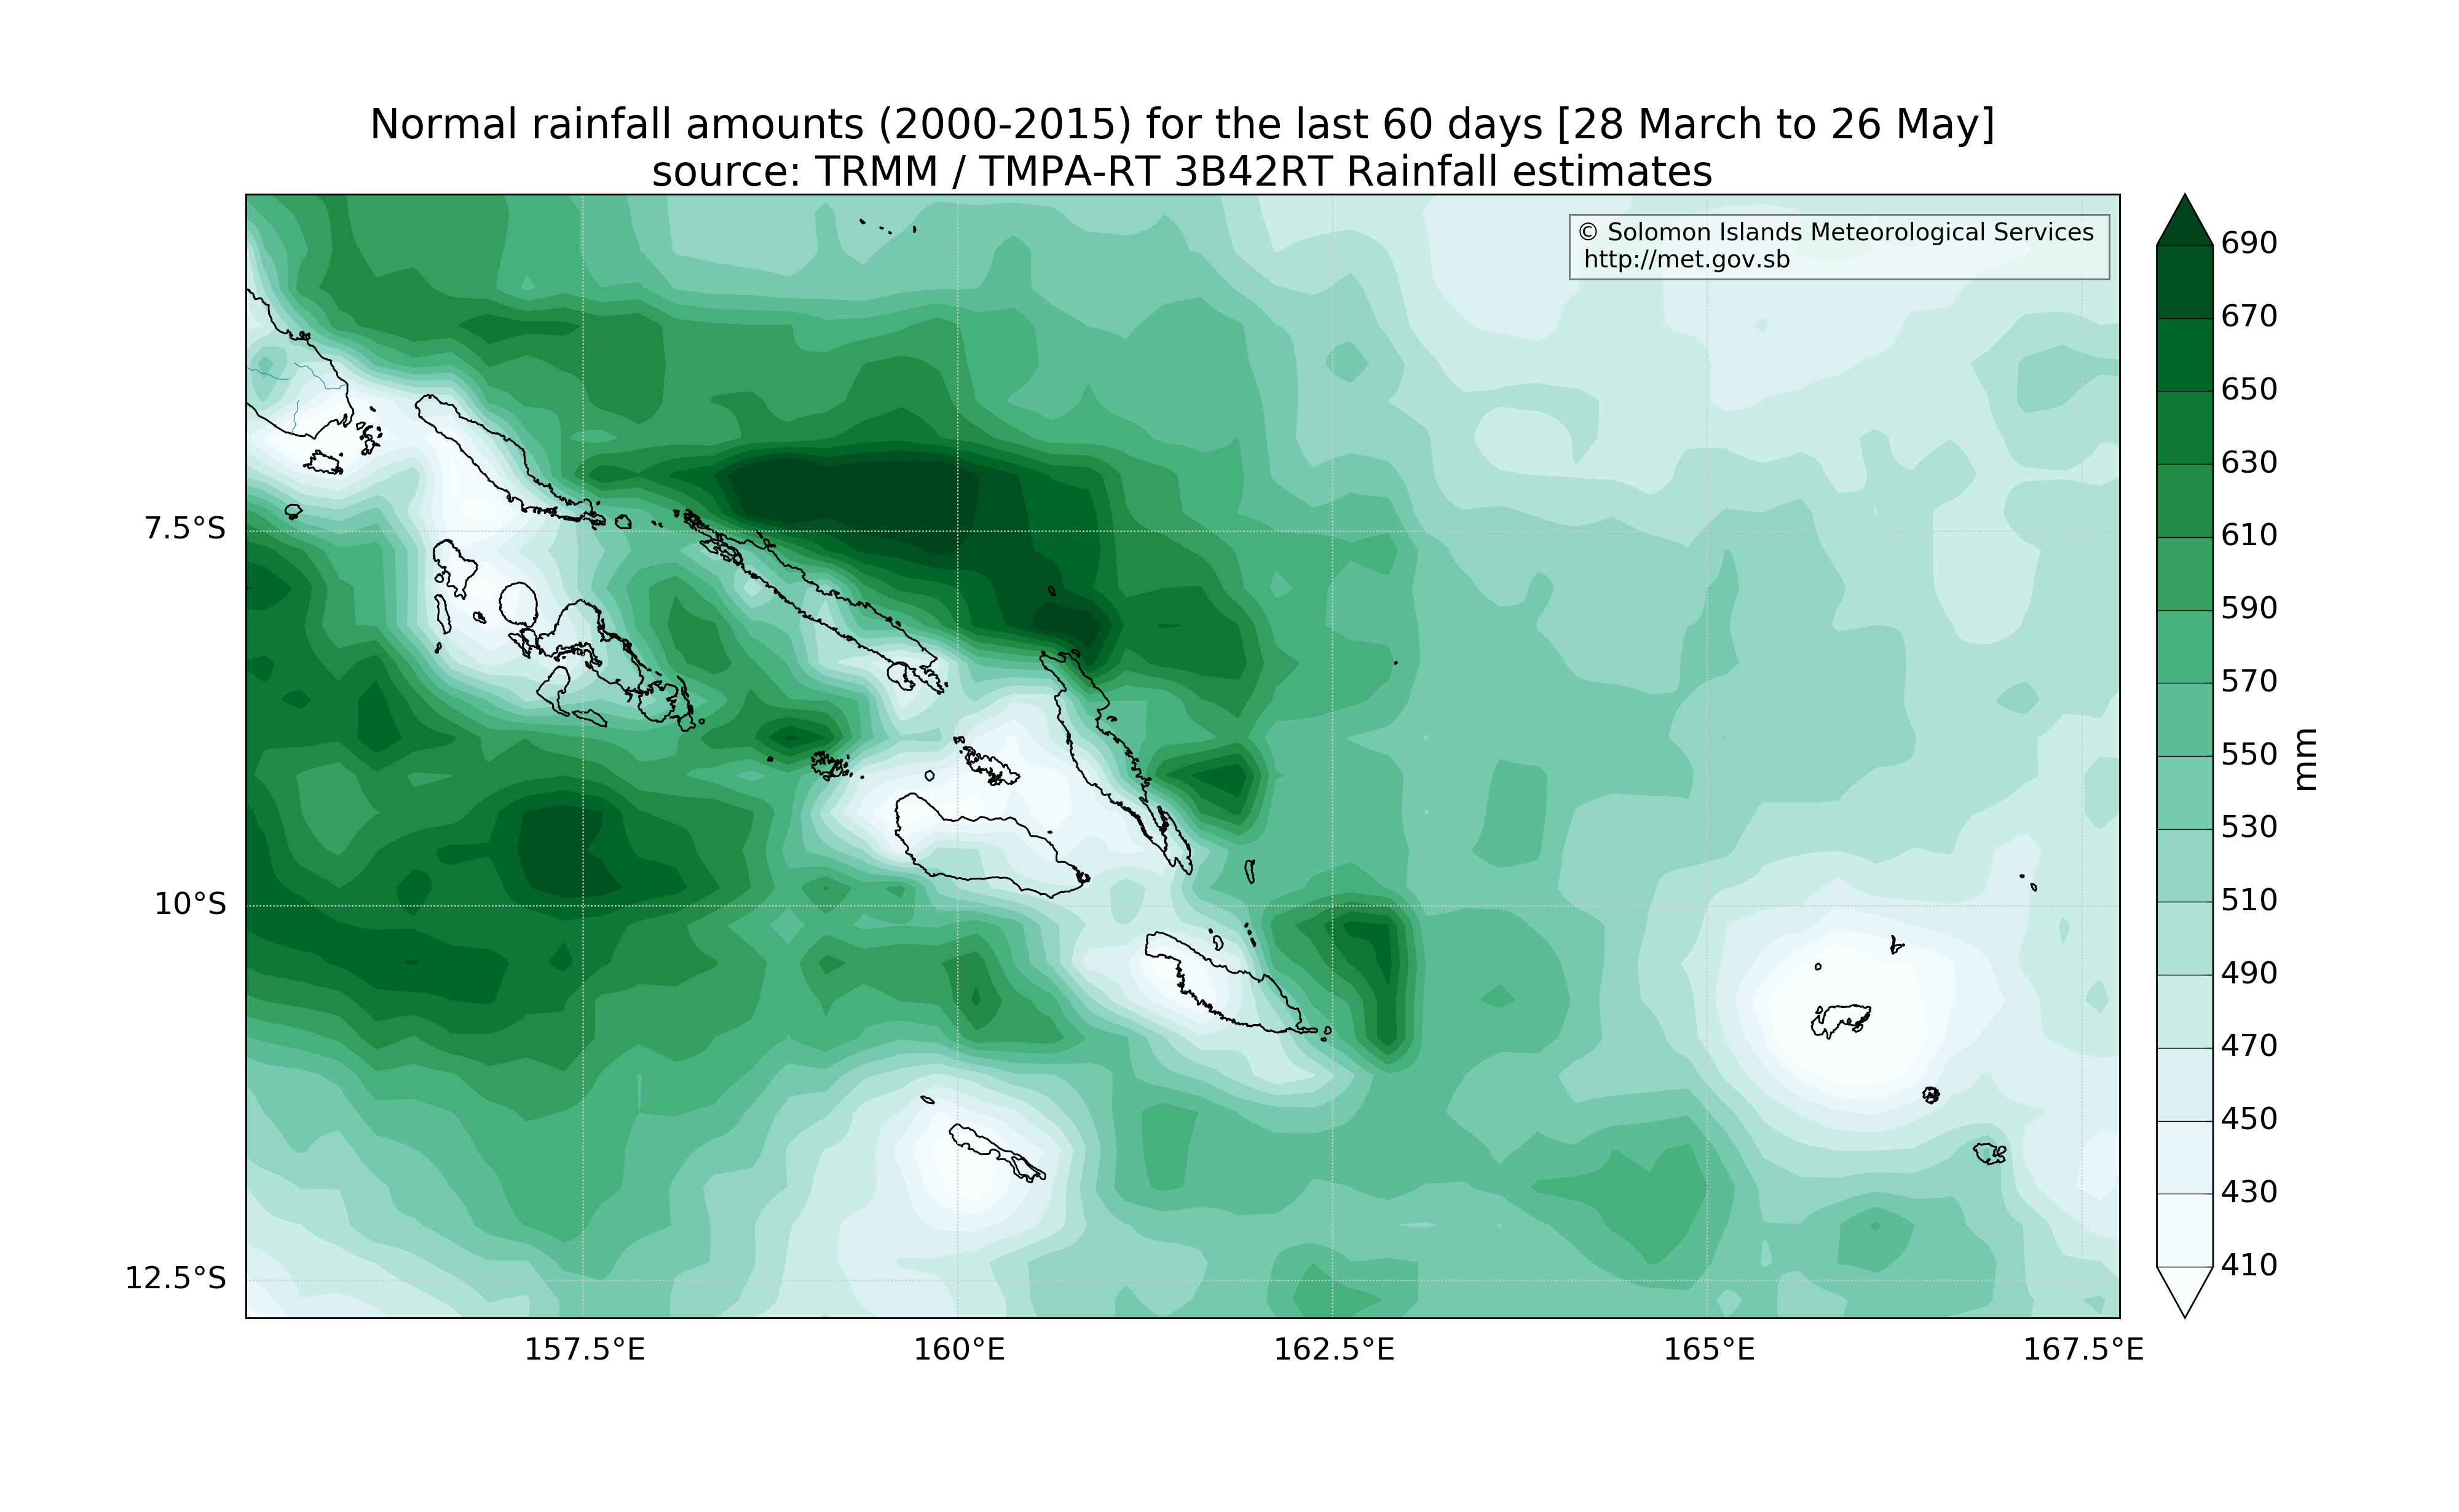 Normal rainfall amounts (2000-2015) for the last 60 days [28 March to 26 May]
source: TRMM / TMPA-RT 3B42RT Rainfall estimates
© Solomon Islands Meteorological Services
http://met.gov.sb
7.5°S
10°S
12.5°S
157.5°E
160°E
162.5°E
165°E
167.5°E
690
670
650
630
610
590
570
550
530
510
490
470
450
430
410
mm